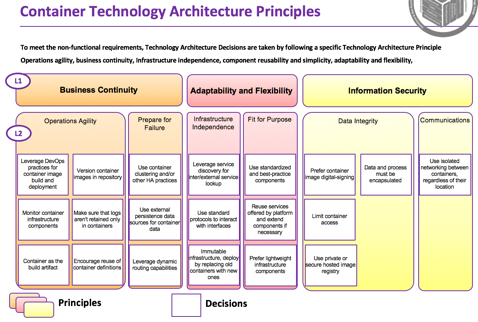 Container Technology Architecture Principles
To meet the non-functional requirements, Technology Architecture Decisions are taken by following a specific Technology Architecture Principle
Operations agility, business continuity, infrastructure independence, component reusability and simplicity, adaptability and flexibility,
L1
Business Continuity
Adaptability and Flexibility
Information Security
L2
Operations Agility
Leverage DevOps
practices for
container image
build and
deployment
Version container
images in repository
Monitor container
infrastructure
components
Make sure that logs
aren't retained only
in containers
Container as the
build artifact
Encourage reuse of
container definitions
Prepare for
Failure
Use container
clustering and/or
other HA practices
Use external
persistence data
sources for container
data
Leverage dynamic
routing capabilities
Infrastructure
Independence
Leverage service
discovery for
inter/external service
lookup
Use standard
protocols to interact
with interfaces
Immutable
infrastructure, deploy
by replacing old
containers with new
ones
Fit for Purpose
Use standardized
and best-practice
components
Reuse services
offered by platform
and extend
components if
necessary
Prefer lightweight
infrastructure
components
Data Integrity
Prefer container
image digital-signing
Data and process
must be
encapsulated
Limit container
access
Use private or
secure hosted image
registry
Communications
Use isolated
networking between
containers,
regardless of their
location
Principles
Decisions